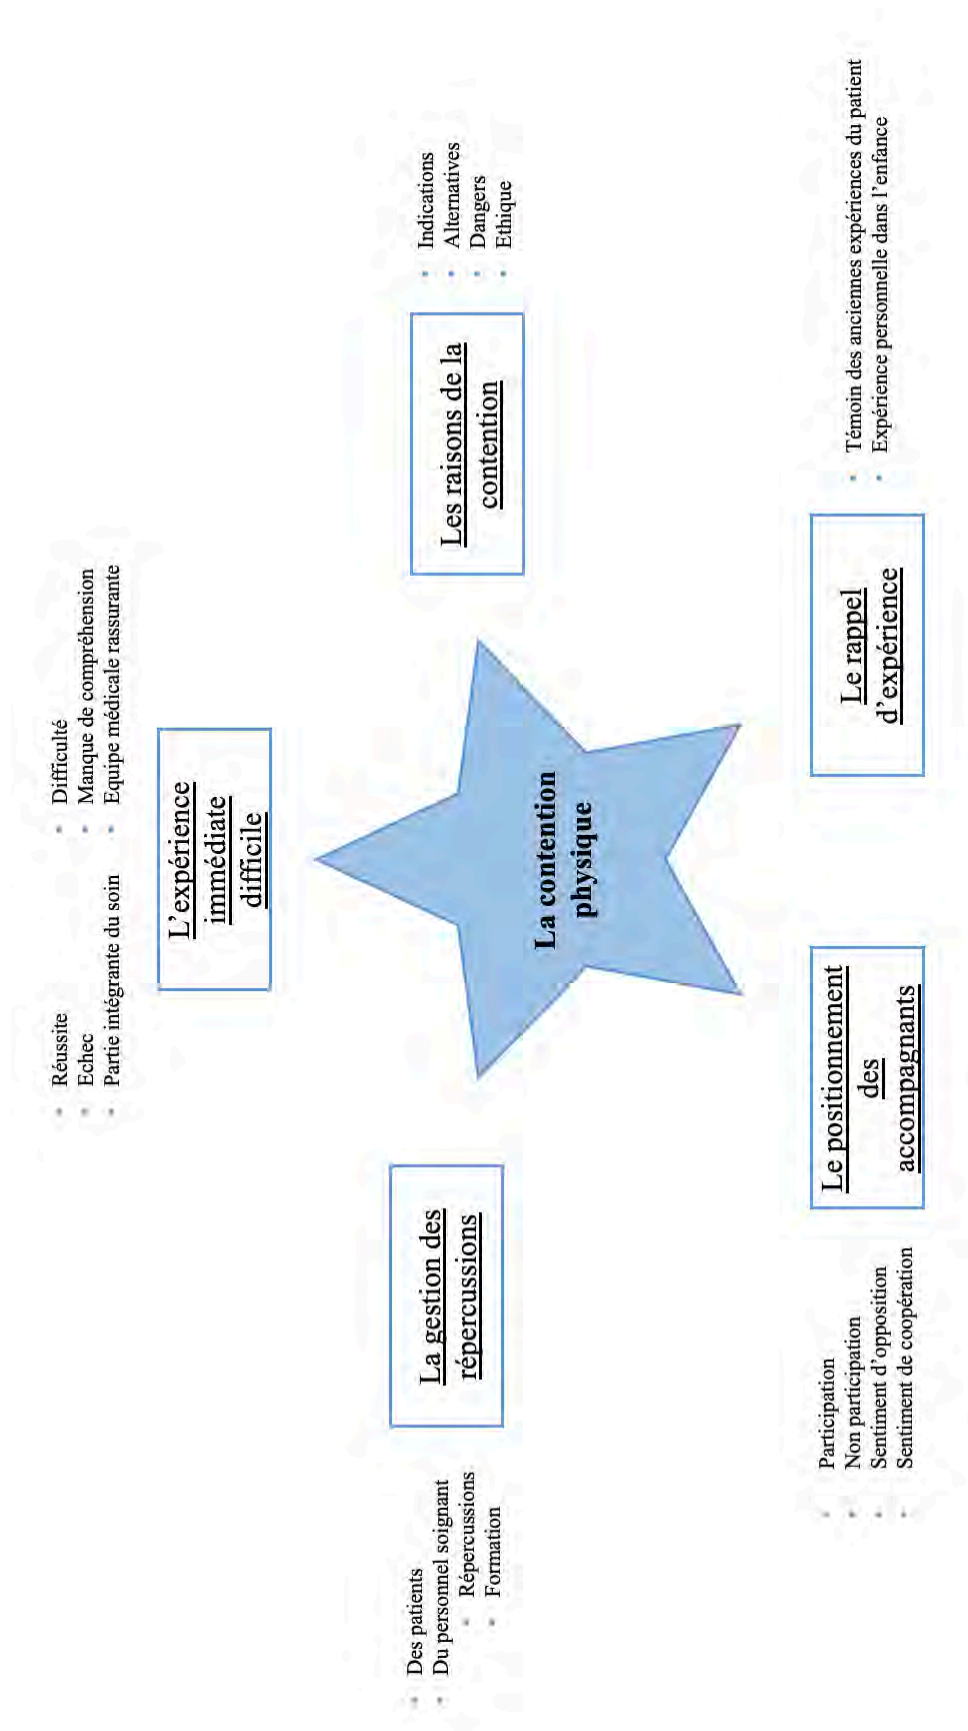 Réussite
Echec
Partie intégrante du soin
Difficulté
Manque de compréhension
Equipe médicale rassurante
L'expérience
immédiate
difficile
Des patients
Du personnel soignant
Répercussions
Formation
La gestion des
répercussions
Les raisons de la
contention
Indications
Alternatives
Dangers
Ethique
La contention
physique
Participation
Non participation
Sentiment d'opposition
Sentiment de coopération
Le positionnement
des
accompagnants
Le rappel
d'expérience
Témoin des anciennes expériences du patient
Expérience personnelle dans l'enfance